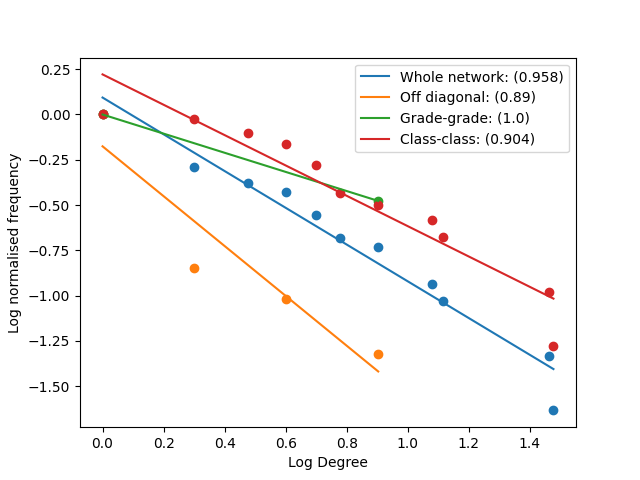 Whole network: (0.958)
Off diagonal: (0.89)
Grade-grade: (1.0)
Class-class: (0.904)
Log normalised frequency
0.25
0.00
−0.25
−0.50
−0.75
−1.00
−1.25
−1.50
0.0 0.2 0.4 0.6 0.8 1.0 1.2 1.4
Log Degree